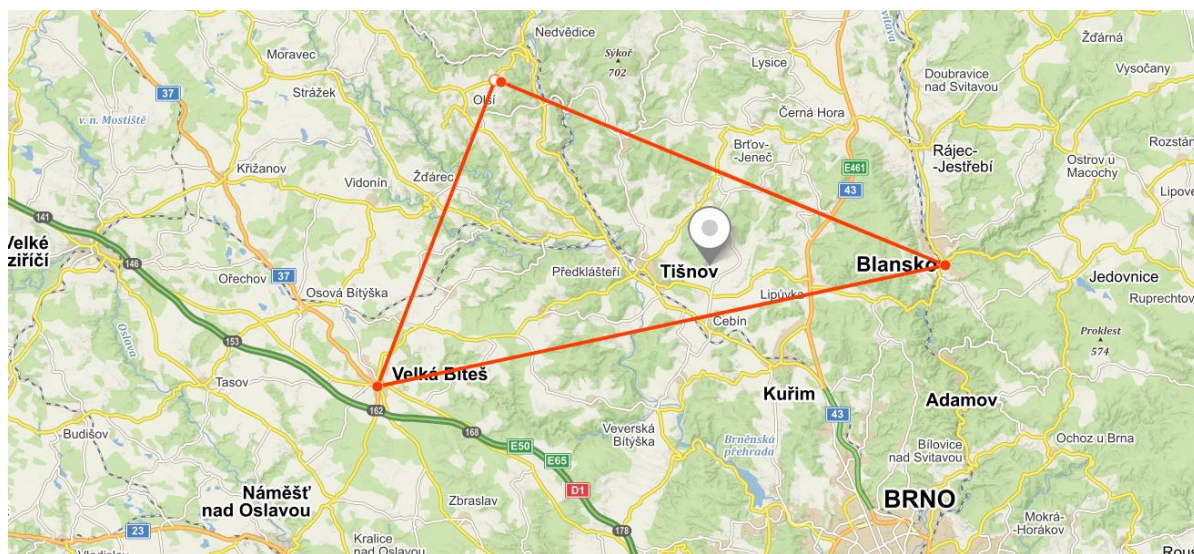 Nedvědice
Sýkoř
702
Lysice
Žďárná
Moravec
Vysočany
Doubravice
nad Svitavou
37
Strážek
Olší
Černá Hora
v. n. Mostiště
Brťov-
-Jeneč
Rájec-
-Jestřebí
Ostrov u
Macochy
Křižanov
Žďárec
E461
Vidonín
43
141
Velké
Předklášteří
Tišnov
Blansko
146
Ořechov
37
Jedovnice
Osová Bítýška
Lipůvka
Ruprechtov
Oslava
Čebín
Proklest
574
153
Velká Bíteš
Tasov
Kuřim
Adamov
162
43
Budišov
168
Veverská
Bítýška
Brněnská
přehrada
Bílovice
nad Svitavou
Ochoz u Brna
E50
E65
D1
Náměšť
nad Oslavou
Zbraslav
BRNO
23
178
Mokrá-
-Horákov
Kralice
nad Oslavou